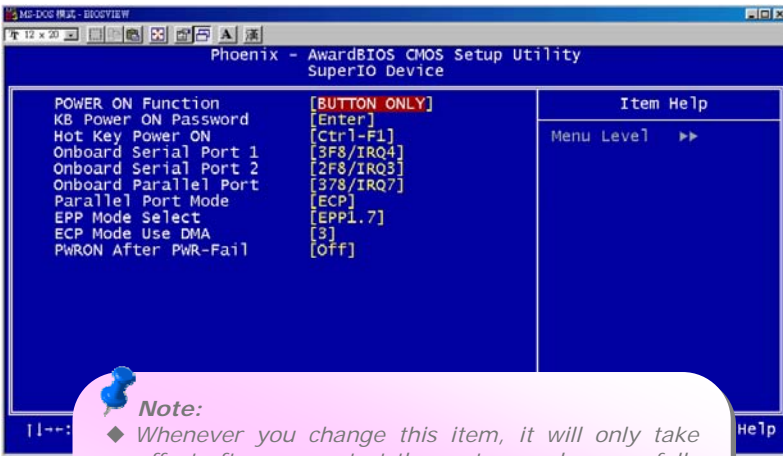 MS-DOS 模式 - BIOSVIEW
12 x 20
A 漢
Phoenix - AwardBIOS CMOS Setup Utility
SuperIO Device
POWER ON Function [BUTTON ONLY]
KB Power ON Password [Enter]
Hot Key Power ON [Ctrl-F1]
Onboard Serial Port 1 [3F8/IRQ4]
Onboard Serial Port 2 [2F8/IRQ3]
Onboard Parallel Port [378/IRQ7]
Parallel Port Mode [ECP]
EPP Mode Select [EPP1.7]
ECP Mode Use DMA [3]
PWRON After PWR-Fail [Off]
Item Help
Menu Level ▸▸
Note:
◆ Whenever you change this item, it will only take
Help